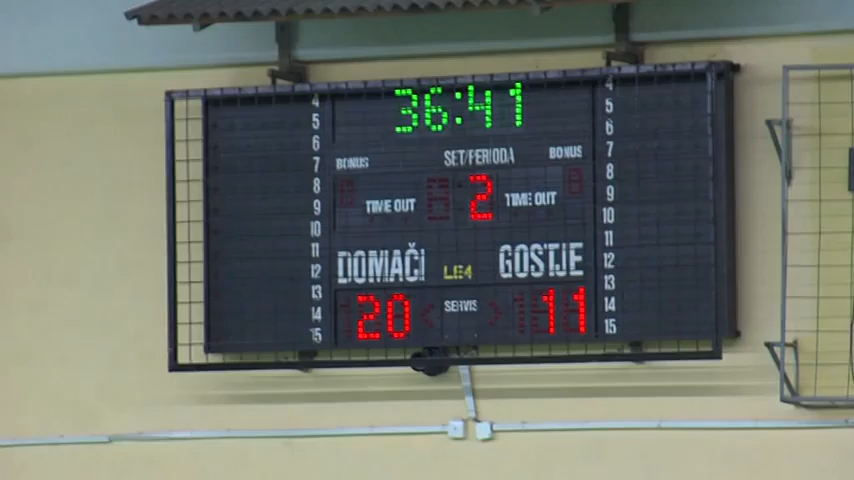 36:41
4 4
5 5
6 6
7 BONUS SET/PERIODA BONUS 7
8 2 8
9 TIME OUT TIME OUT 9
10 10
11 11
12 DOMAČI LE4 GOSTJE 12
13 13
14 20 SERVIS 11 14
15 15